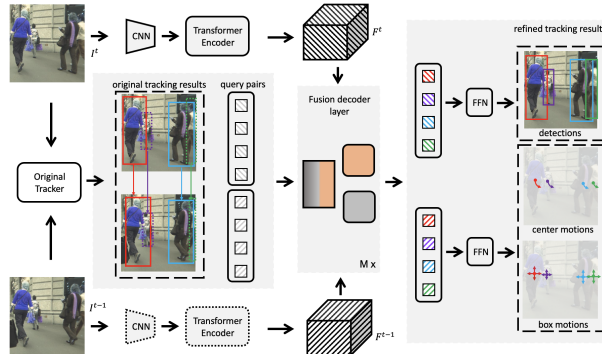 I^t
CNN
Transformer
Encoder
F^t
refined tracking result
original tracking results
query pairs
Fusion decoder
layer
FFN
detections
Original
Tracker
center motions
M x
FFN
I^{t-1}
CNN
Transformer
Encoder
F^{t-1}
box motions